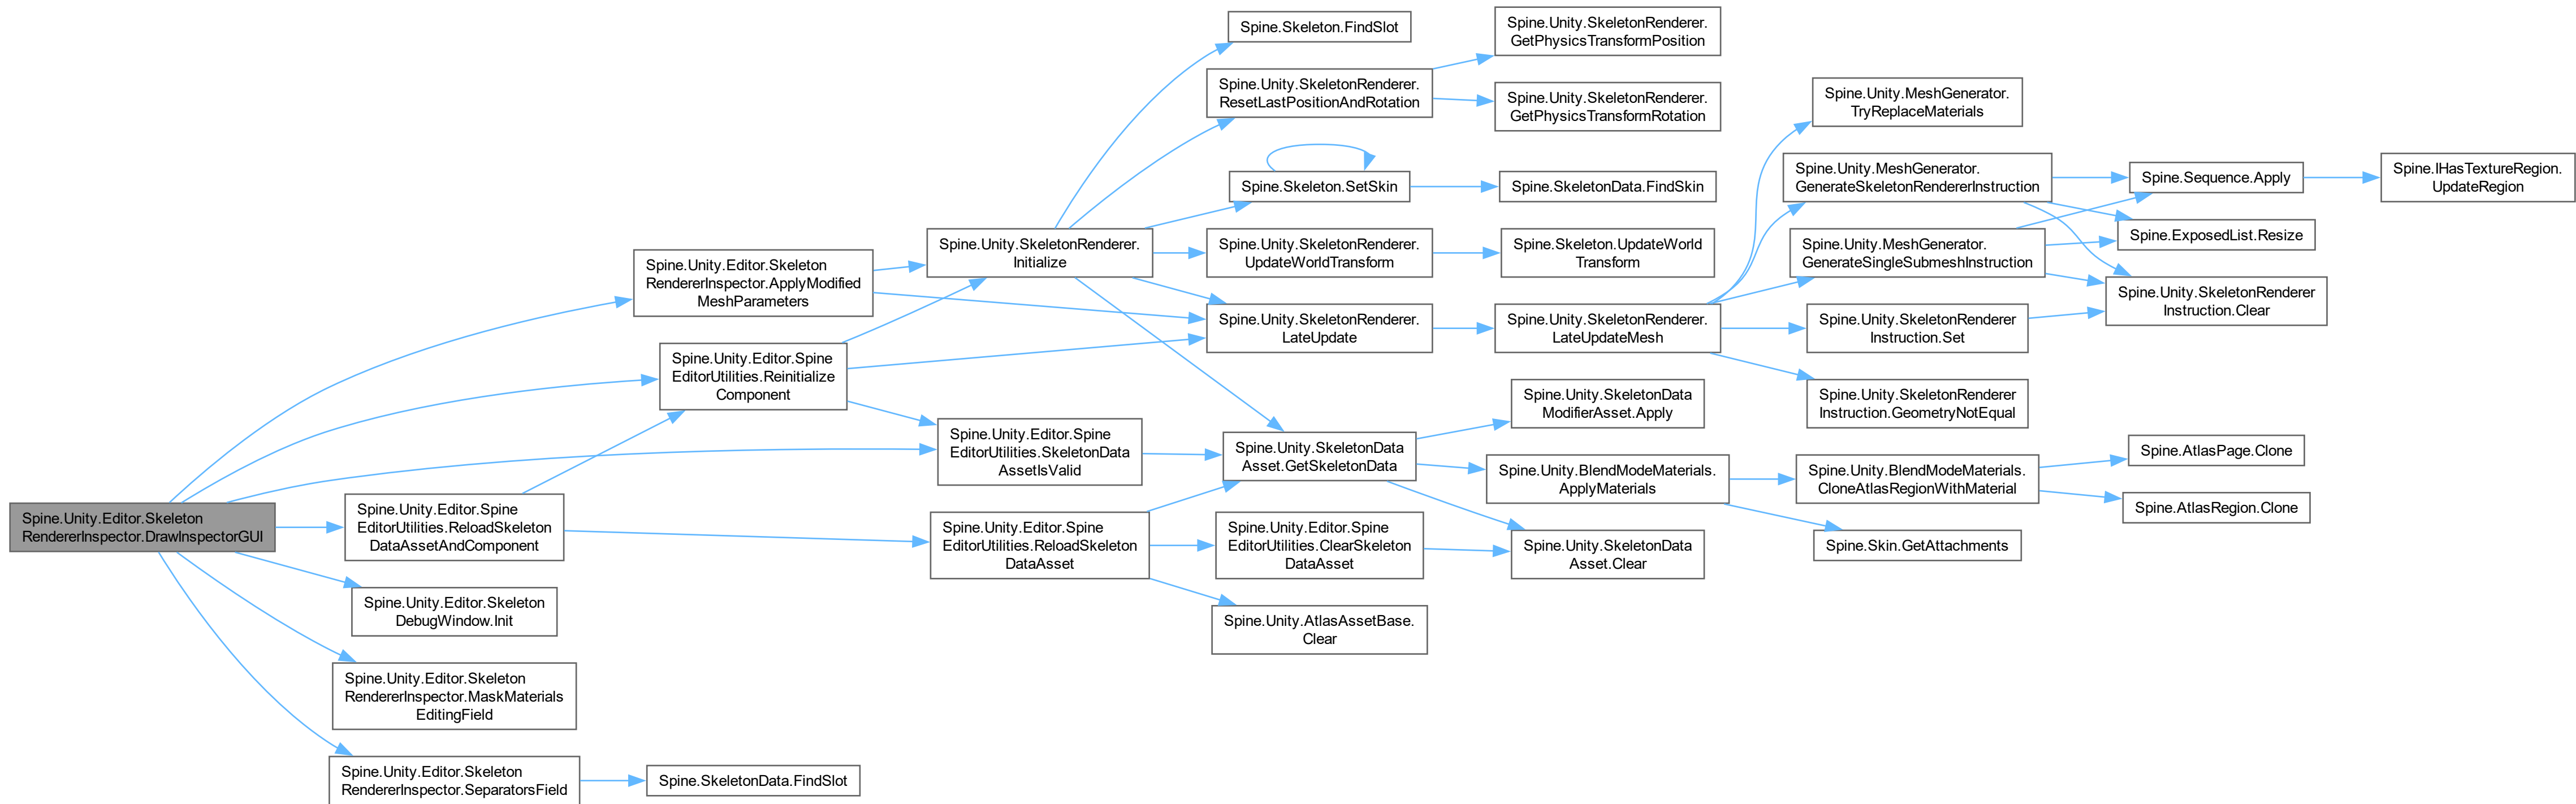 Spine.Unity.Editor.Skeleton
RendererInspector.DrawInspectorGUI
Spine.Unity.Editor.Skeleton
RendererInspector.ApplyModified
MeshParameters
Spine.Unity.Editor.Spine
EditorUtilities.Reinitialize
Component
Spine.Unity.Editor.Spine
EditorUtilities.ReloadSkeleton
DataAssetAndComponent
Spine.Unity.Editor.Skeleton
DebugWindow.Init
Spine.Unity.Editor.Skeleton
RendererInspector.MaskMaterials
EditingField
Spine.Unity.Editor.Skeleton
RendererInspector.SeparatorsField
Spine.SkeletonData.FindSlot
Spine.Unity.SkeletonRenderer.
Initialize
Spine.Unity.Editor.Spine
EditorUtilities.SkeletonData
AssetIsValid
Spine.Unity.Editor.Spine
EditorUtilities.ReloadSkeleton
DataAsset
Spine.Skeleton.FindSlot
Spine.Unity.SkeletonRenderer.
ResetLastPositionAndRotation
Spine.Skeleton.SetSkin
Spine.Unity.SkeletonRenderer.
UpdateWorldTransform
Spine.Unity.SkeletonRenderer.
LateUpdate
Spine.Unity.SkeletonData
Asset.GetSkeletonData
Spine.Unity.Editor.Spine
EditorUtilities.ClearSkeleton
DataAsset
Spine.Unity.AtlasAssetBase.
Clear
Spine.Unity.SkeletonRenderer.
GetPhysicsTransformPosition
Spine.Unity.SkeletonRenderer.
GetPhysicsTransformRotation
Spine.SkeletonData.FindSkin
Spine.Skeleton.UpdateWorld
Transform
Spine.Unity.SkeletonRenderer.
LateUpdateMesh
Spine.Unity.SkeletonData
ModifierAsset.Apply
Spine.Unity.BlendModeMaterials.
ApplyMaterials
Spine.Unity.SkeletonData
Asset.Clear
Spine.Unity.MeshGenerator.
TryReplaceMaterials
Spine.Unity.MeshGenerator.
GenerateSkeletonRendererInstruction
Spine.Unity.MeshGenerator.
GenerateSingleSubmeshInstruction
Spine.Unity.SkeletonRenderer
Instruction.Set
Spine.Unity.SkeletonRenderer
Instruction.GeometryNotEqual
Spine.Unity.BlendModeMaterials.
CloneAtlasRegionWithMaterial
Spine.Skin.GetAttachments
Spine.Sequence.Apply
Spine.ExposedList.Resize
Spine.Unity.SkeletonRenderer
Instruction.Clear
Spine.AtlasPage.Clone
Spine.AtlasRegion.Clone
Spine.IHasTextureRegion.
UpdateRegion